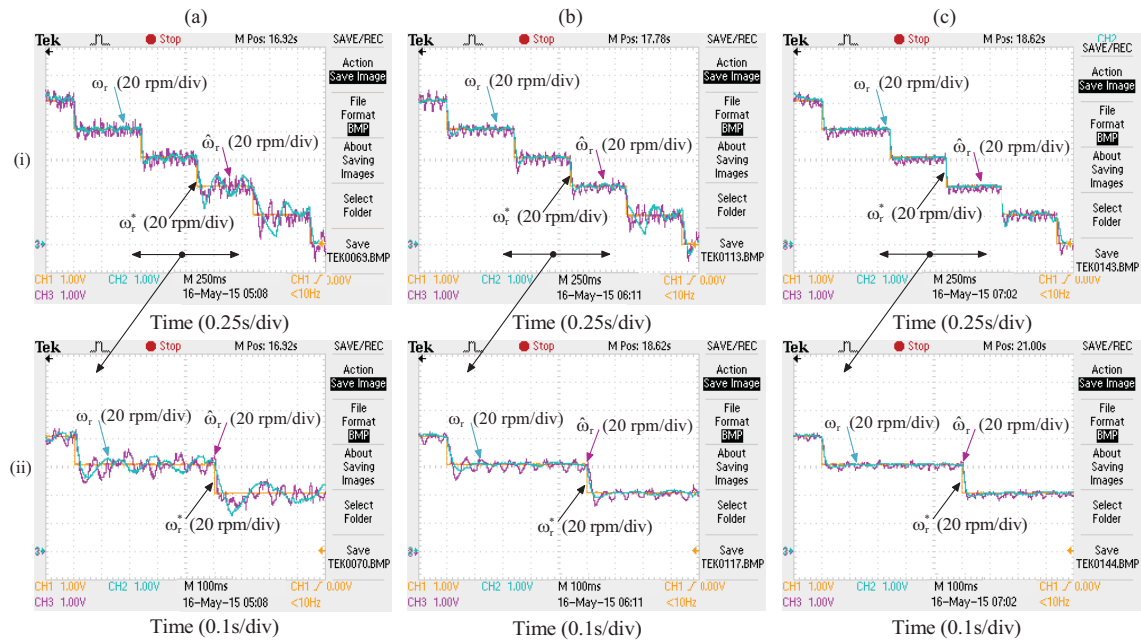 (a)
(b)
(c)
(i)
Tek
Stop
M Pos: 16.92s
SAVE/REC
Action
Save Image
File
Format
BMP
About
Saving
Images
Select
Folder
Save
TEK0063.BMP
ωr (20 rpm/div)
ω̂r (20 rpm/div)
ωr* (20 rpm/div)
3
CH1 1.00V CH2 1.00V M 250ms CH1 0.00V
CH3 1.00V 16-May-15 05:08 <10Hz
Time (0.25s/div)
Tek
Stop
M Pos: 17.78s
SAVE/REC
Action
Save Image
File
Format
BMP
About
Saving
Images
Select
Folder
Save
TEK0113.BMP
ωr (20 rpm/div)
ω̂r (20 rpm/div)
ωr* (20 rpm/div)
3
CH1 1.00V CH2 1.00V M 250ms CH1 0.00V
CH3 1.00V 16-May-15 06:11 <10Hz
Time (0.25s/div)
Tek
Stop
M Pos: 18.62s
CH2
SAVE/REC
Action
Save Image
File
Format
BMP
About
Saving
Images
Select
Folder
Save
TEK0143.BMP
ωr (20 rpm/div)
ω̂r (20 rpm/div)
ωr* (20 rpm/div)
3
CH1 1.00V CH2 1.00V M 250ms CH1 0.00V
CH3 1.00V 16-May-15 07:02 <10Hz
Time (0.25s/div)
(ii)
Tek
Stop
M Pos: 16.92s
SAVE/REC
Action
Save Image
File
Format
BMP
About
Saving
Images
Select
Folder
Save
TEK0070.BMP
ωr (20 rpm/div)
ω̂r (20 rpm/div)
ωr* (20 rpm/div)
3
CH1 1.00V CH2 1.00V M 100ms CH1 0.00V
CH3 1.00V 16-May-15 05:08 <10Hz
Time (0.1s/div)
Tek
Stop
M Pos: 18.62s
SAVE/REC
Action
Save Image
File
Format
BMP
About
Saving
Images
Select
Folder
Save
TEK0117.BMP
ωr (20 rpm/div)
ω̂r (20 rpm/div)
ωr* (20 rpm/div)
3
CH1 1.00V CH2 1.00V M 100ms CH1 0.00V
CH3 1.00V 16-May-15 06:11 <10Hz
Time (0.1s/div)
Tek
Stop
M Pos: 21.00s
SAVE/REC
Action
Save Image
File
Format
BMP
About
Saving
Images
Select
Folder
Save
TEK0144.BMP
ωr (20 rpm/div)
ω̂r (20 rpm/div)
ωr* (20 rpm/div)
3
CH1 1.00V CH2 1.00V M 100ms CH1 0.00V
CH3 1.00V 16-May-15 07:02 <10Hz
Time (0.1s/div)